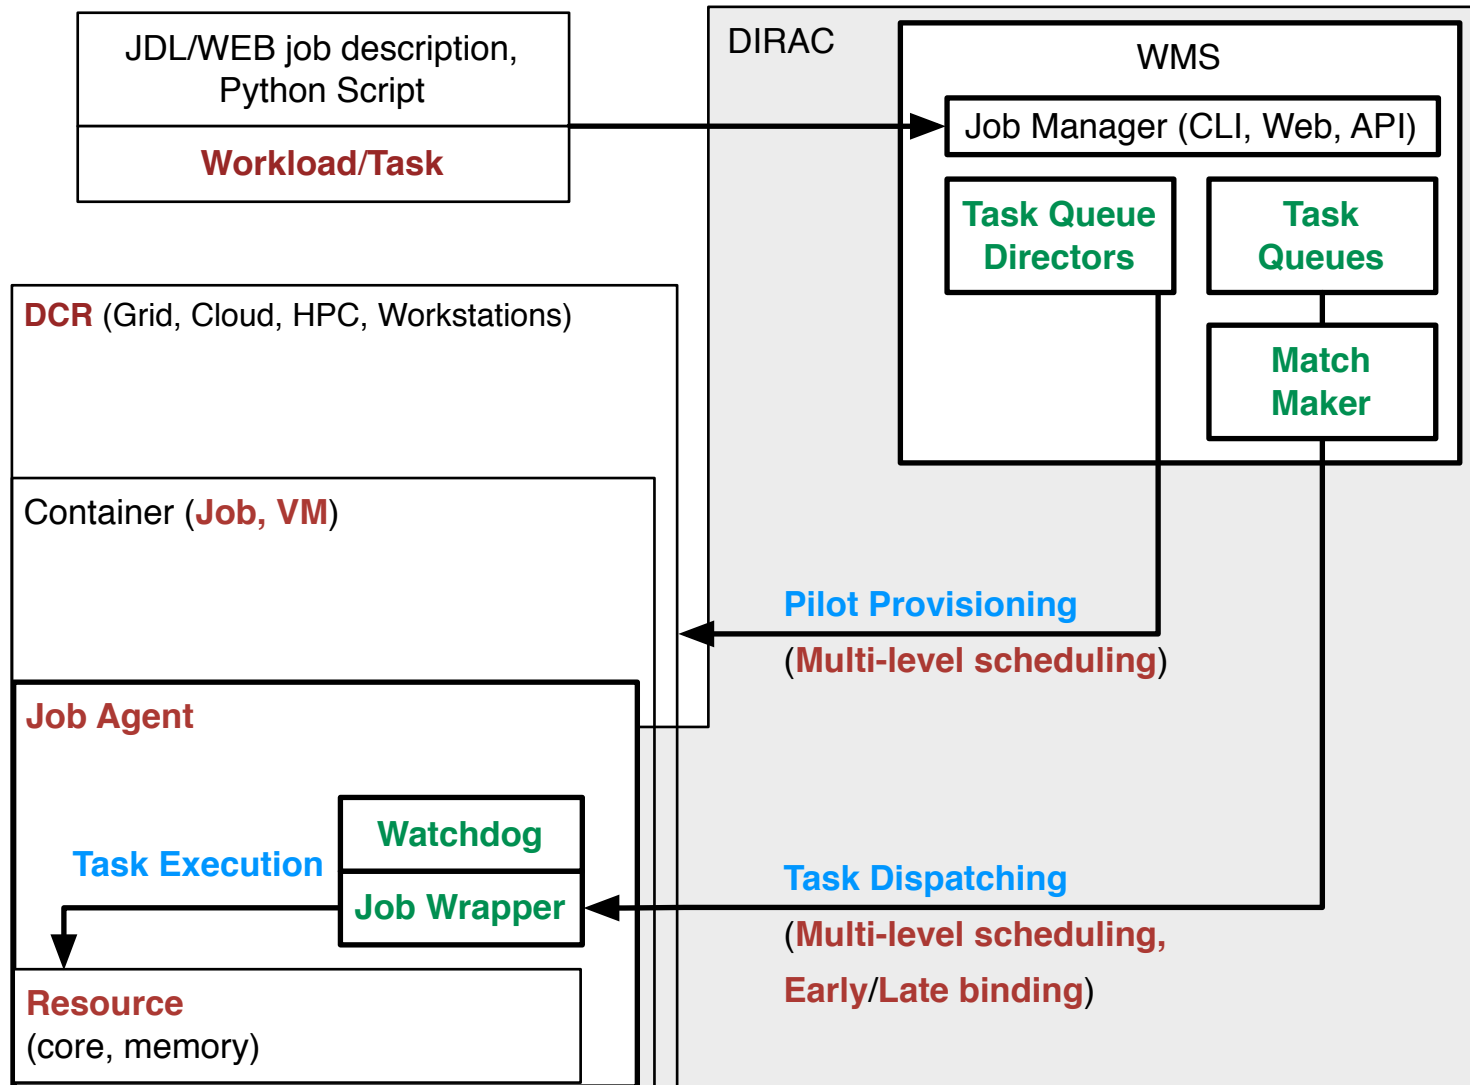 JDL/WEB job description,
Python Script
Workload/Task
DIRAC
WMS
Job Manager (CLI, Web, API)
Task Queue
Directors
Task
Queues
Match
Maker
DCR (Grid, Cloud, HPC, Workstations)
Container (Job, VM)
Pilot Provisioning
(Multi-level scheduling)
Job Agent
Watchdog
Task Execution
Job Wrapper
Task Dispatching
(Multi-level scheduling,
Early/Late binding)
Resource
(core, memory)